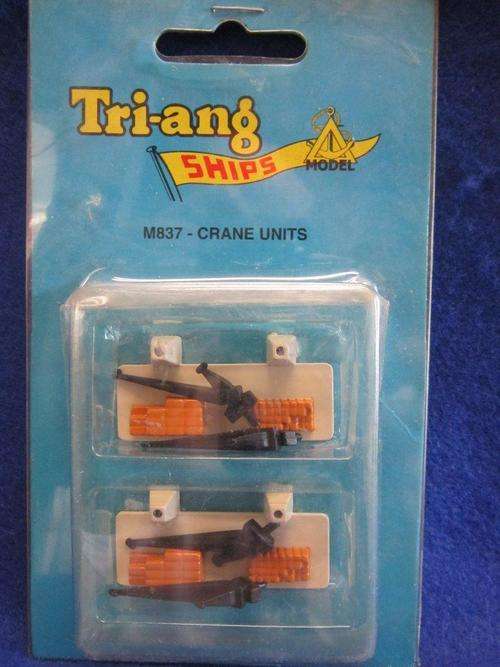 Tri-ang
SHIPS
MODEL
M837 - CRANE UNITS